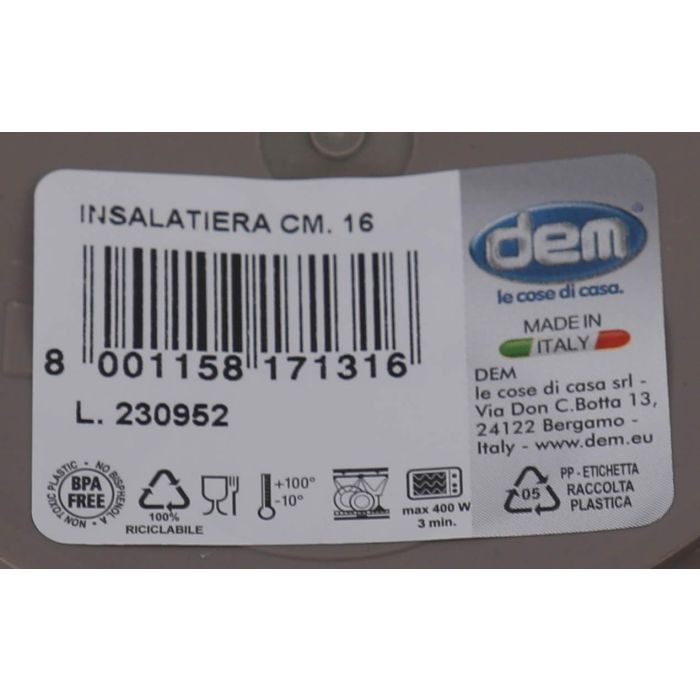 INSALATIERA CM. 16
8 001158 171316
L. 230952
NON TOXIC PLASTIC - NO BISPHENOL A -
BPA
FREE
100%
RICICLABILE
+100°
-10°
max 400 W
3 min.
dem®
le cose di casa.
MADE IN
ITALY
DEM
le cose di casa srl -
Via Don C.Botta 13,
24122 Bergamo -
Italy - www.dem.eu
05
PP - ETICHETTA
RACCOLTA
PLASTICA